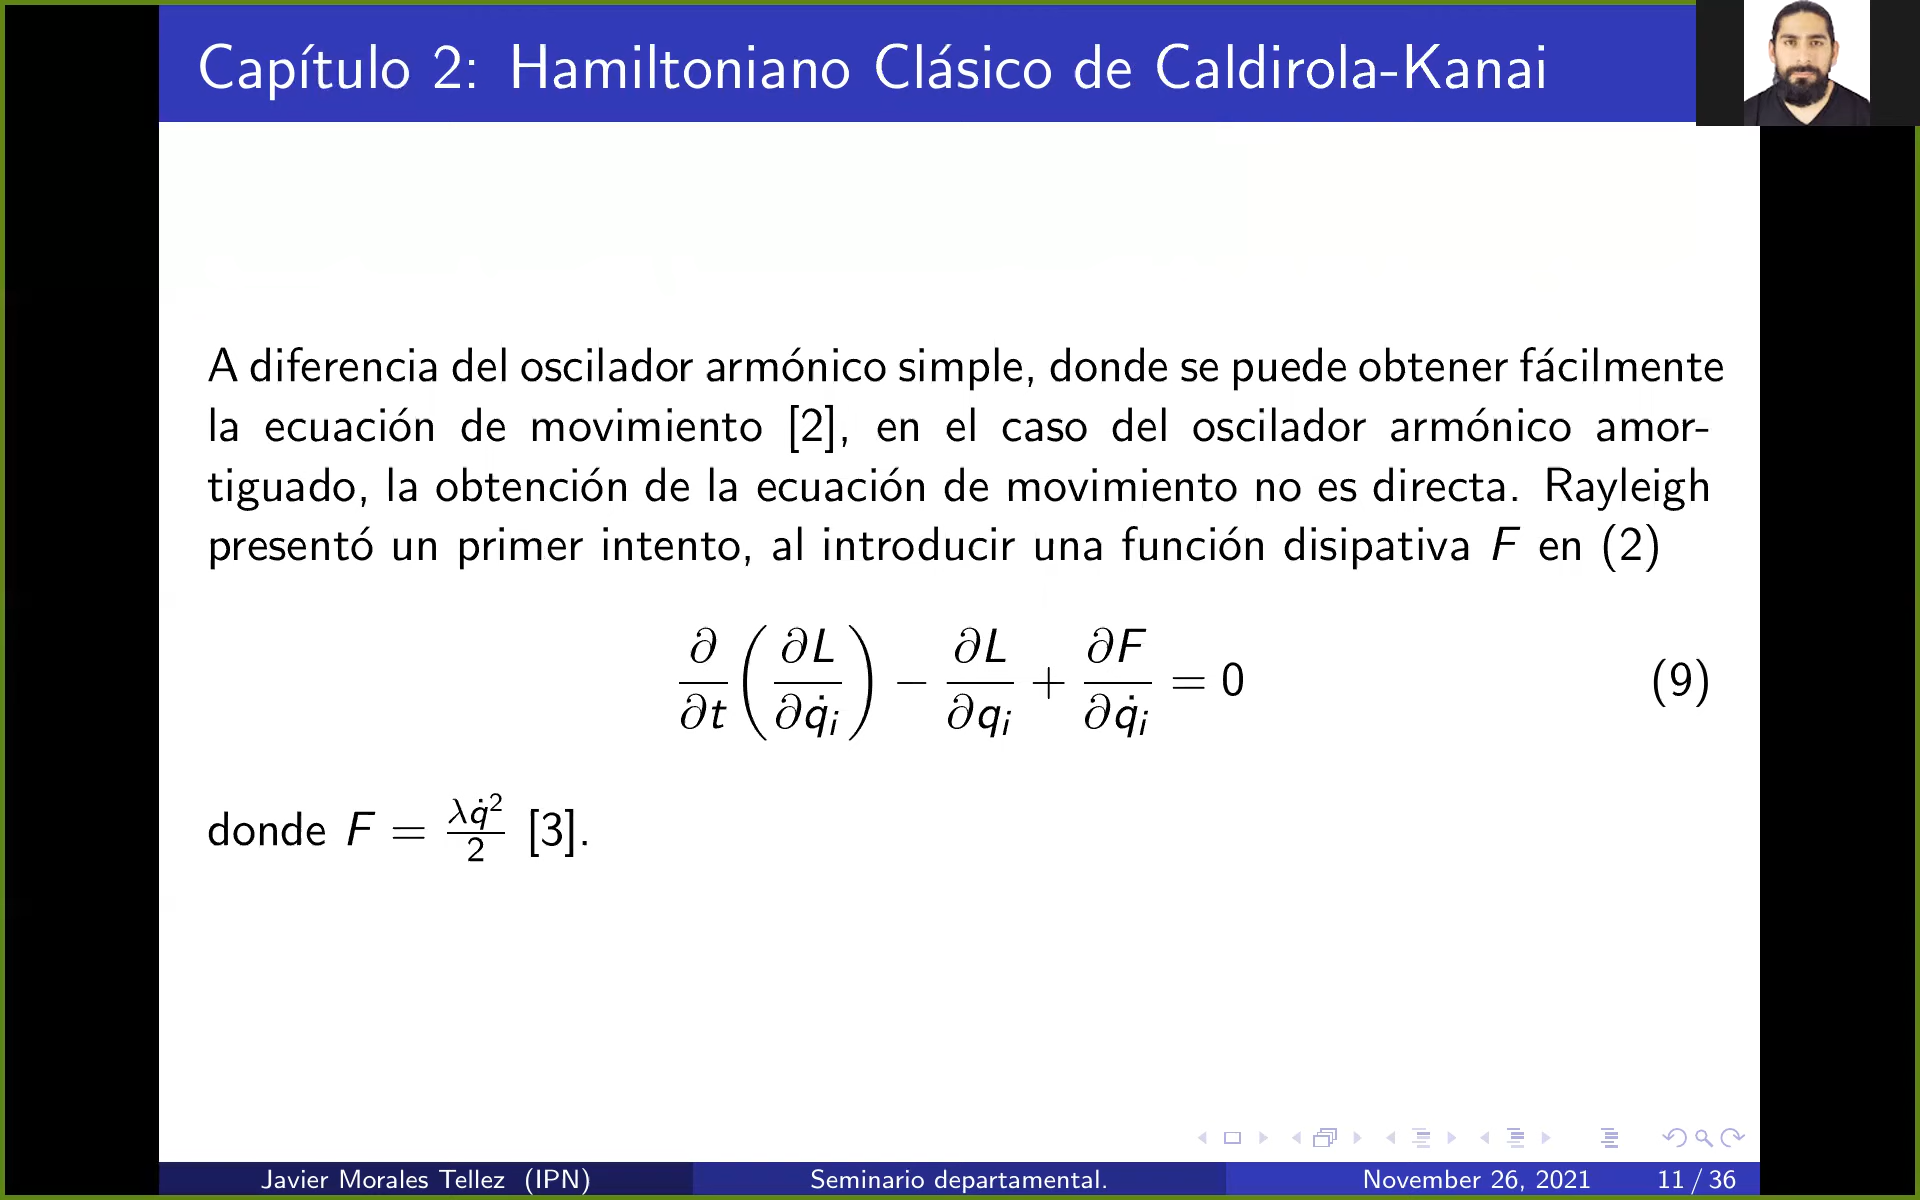 Capítulo 2: Hamiltoniano Clásico de Caldirola-Kanai
A diferencia del oscilador armónico simple, donde se puede obtener fácilmente
la ecuación de movimiento [2], en el caso del oscilador armónico amor-
tiguado, la obtención de la ecuación de movimiento no es directa. Rayleigh
presentó un primer intento, al introducir una función disipativa F en (2)
∂/∂t (∂L/∂q̇ᵢ) − ∂L/∂qᵢ + ∂F/∂q̇ᵢ = 0 (9)
donde F = λq̇²/2 [3].
Javier Morales Tellez (IPN) Seminario departamental. November 26, 2021 11 / 36